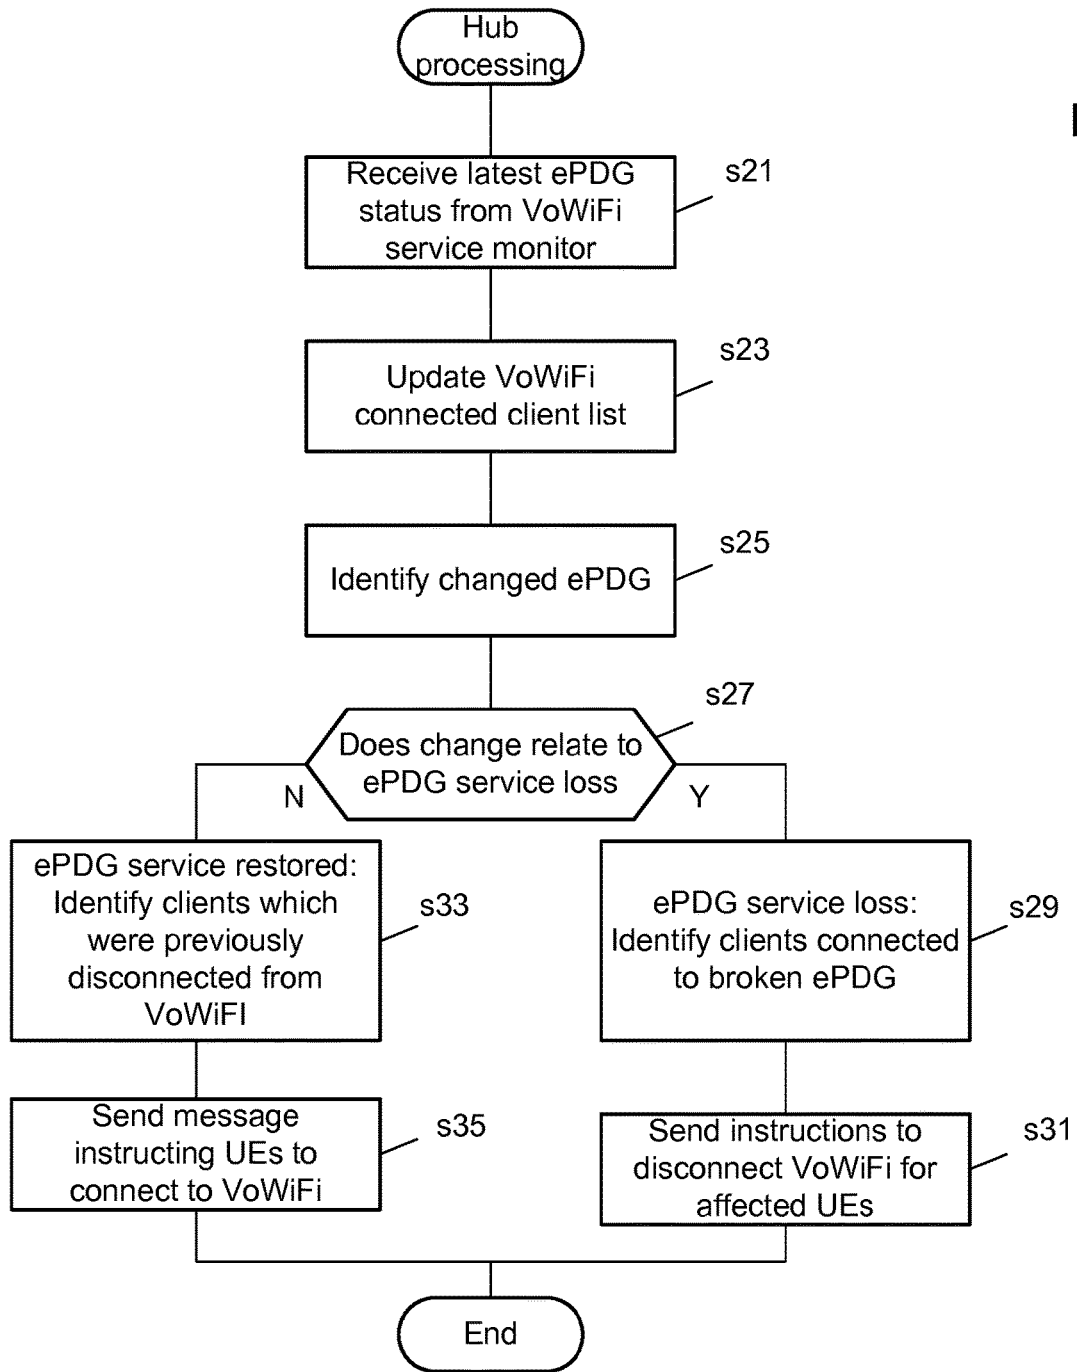 Hub
processing
Receive latest ePDG
status from VoWiFi
service monitor
s21
Update VoWiFi
connected client list
s23
Identify changed ePDG
s25
Does change relate to
ePDG service loss
s27
N
Y
ePDG service restored:
Identify clients which
were previously
disconnected from
VoWiFI
s33
ePDG service loss:
Identify clients connected
to broken ePDG
s29
Send message
instructing UEs to
connect to VoWiFi
s35
Send instructions to
disconnect VoWiFi for
affected UEs
s31
End